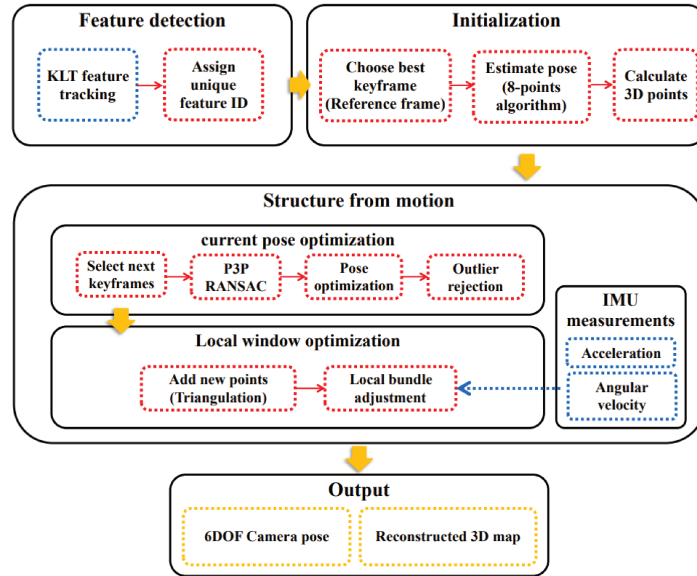 Feature detection
KLT feature
tracking
Assign
unique
feature ID
Initialization
Choose best
keyframe
(Reference frame)
Estimate pose
(8-points
algorithm)
Calculate
3D points
Structure from motion
current pose optimization
Select next
keyframes
P3P
RANSAC
Pose
optimization
Outlier
rejection
Local window optimization
Add new points
(Triangulation)
Local bundle
adjustment
IMU
measurements
Acceleration
Angular
velocity
Output
6DOF Camera pose
Reconstructed 3D map